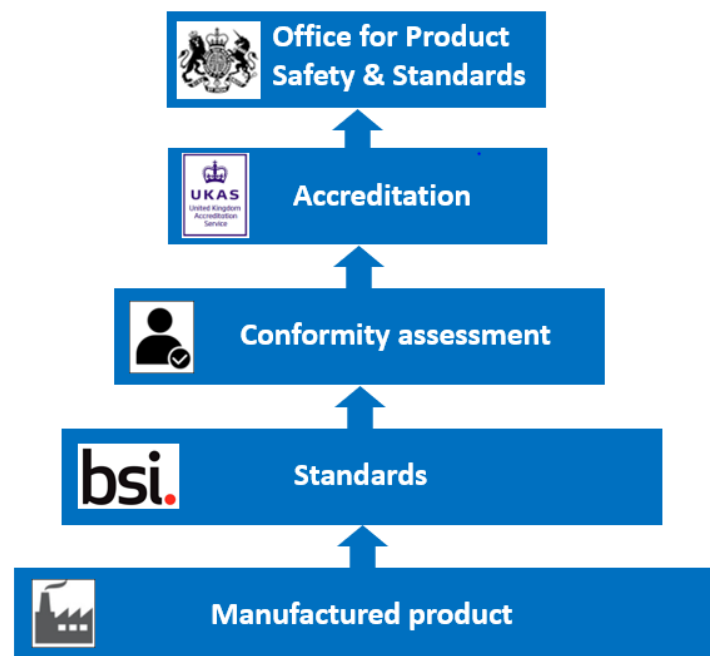 Office for Product
Safety & Standards
UKAS
United Kingdom
Accreditation
Service
Accreditation
Conformity assessment
bsi.
Standards
Manufactured product